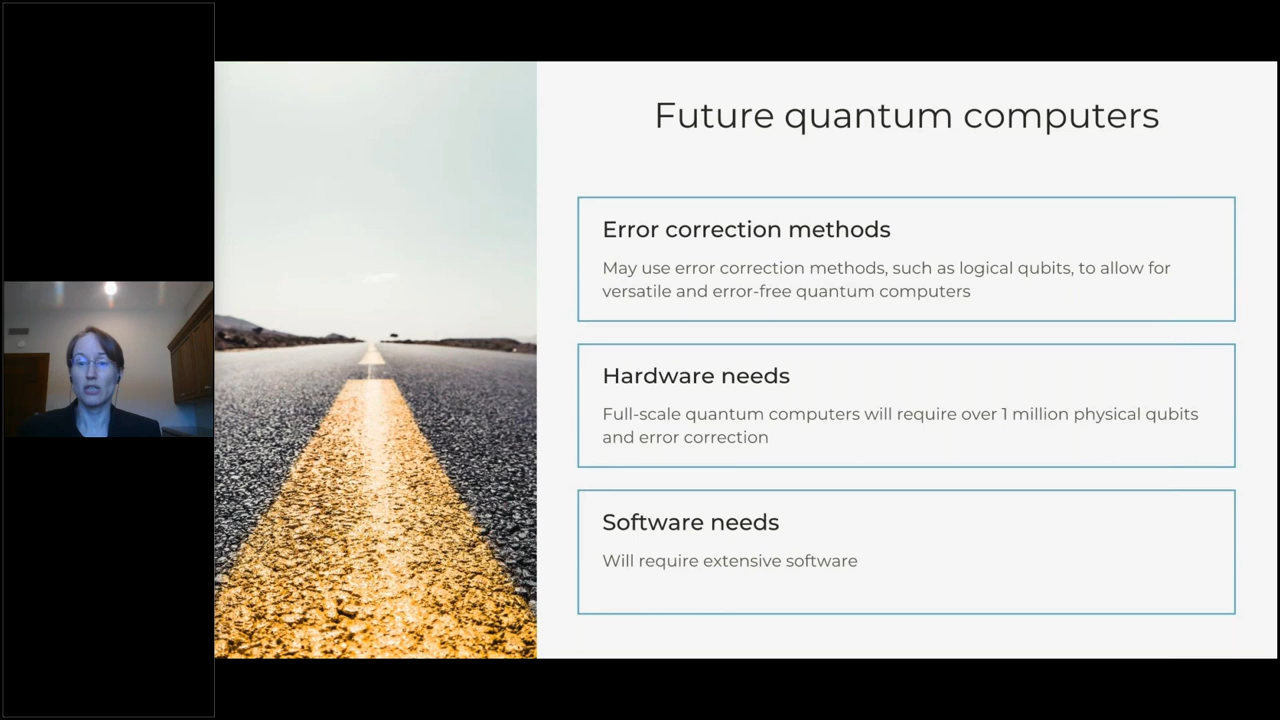 Future quantum computers
Error correction methods
May use error correction methods, such as logical qubits, to allow for
versatile and error-free quantum computers
Hardware needs
Full-scale quantum computers will require over 1 million physical qubits
and error correction
Software needs
Will require extensive software